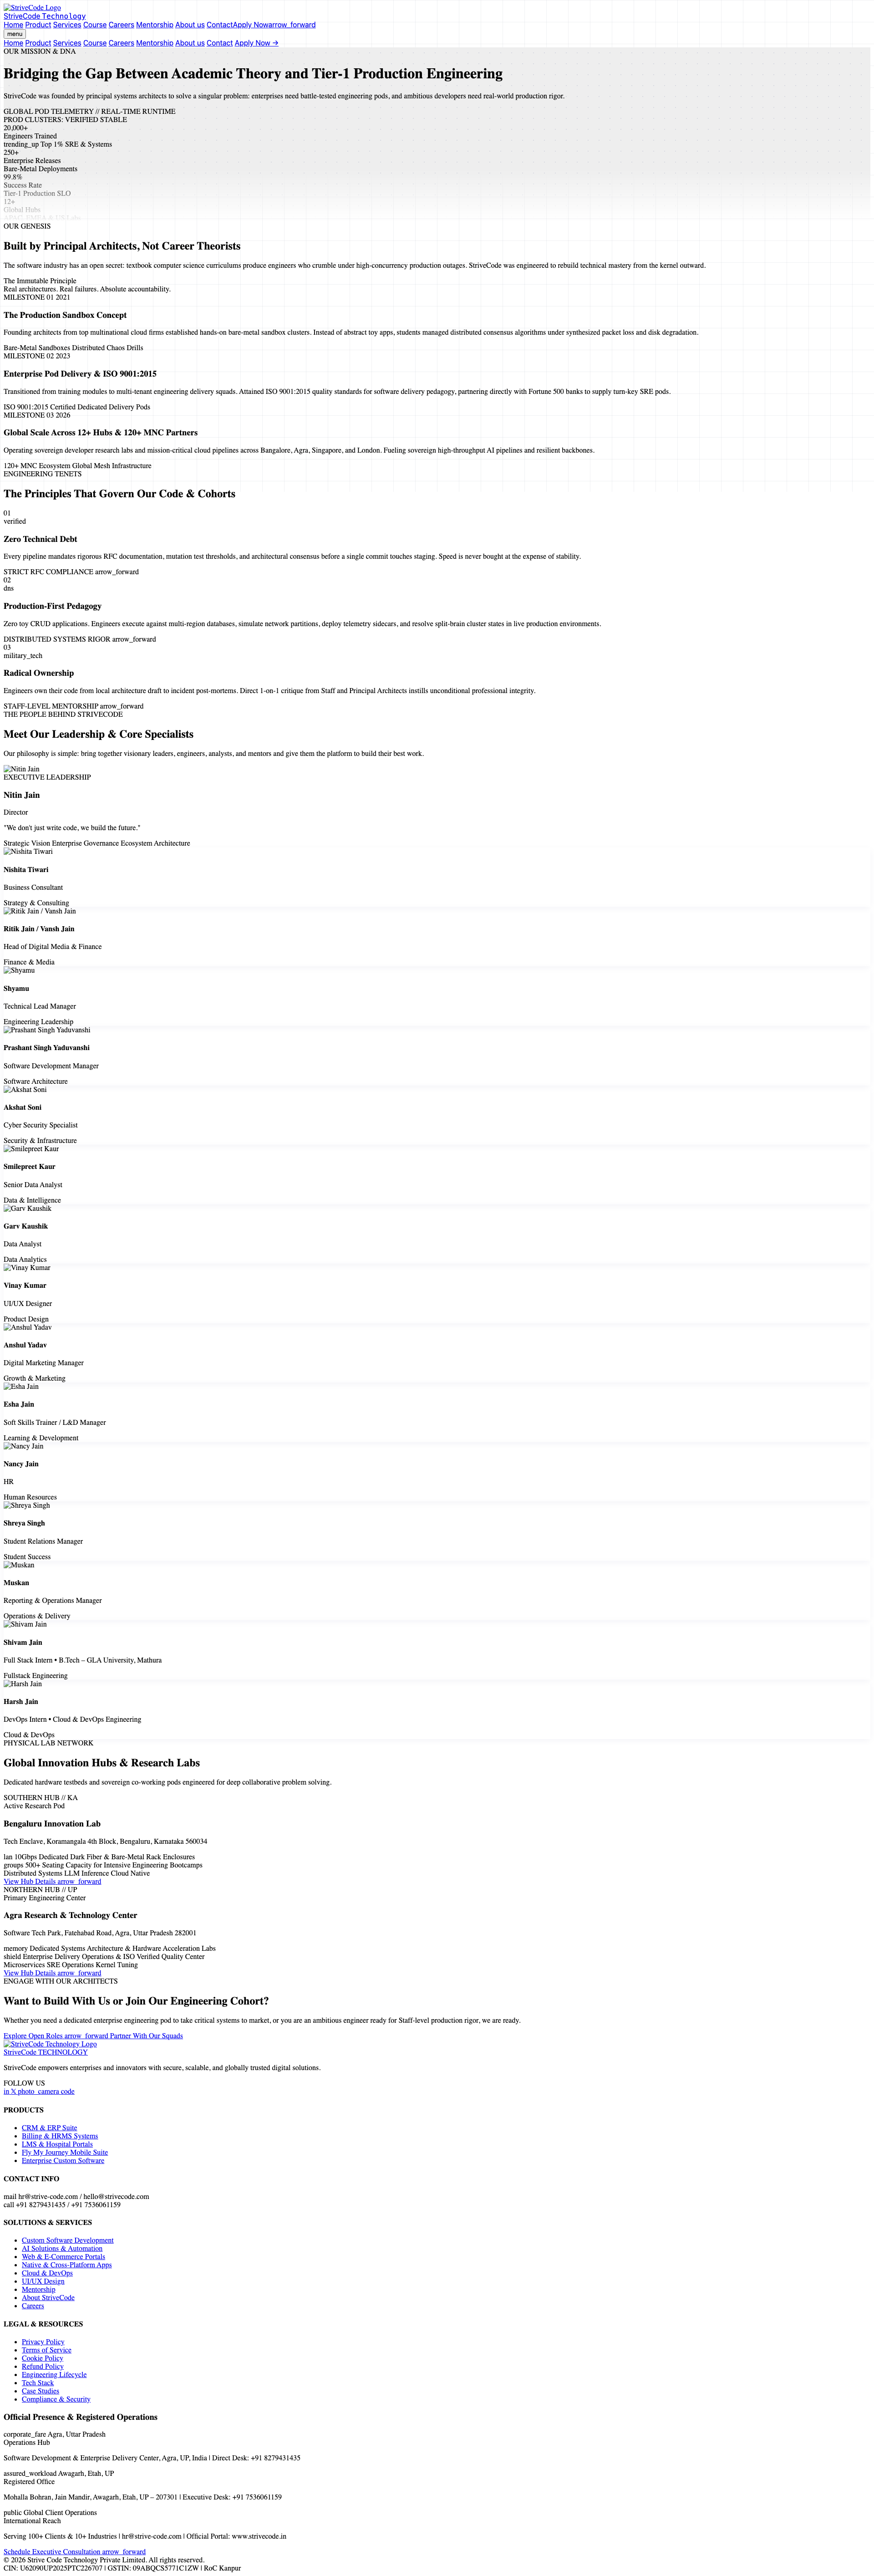 StriveCode Logo
StriveCode Technology
Home Product Services Course Careers Mentorship About us ContactApply Nowarrow_forward
menu
Home Product Services Course Careers Mentorship About us Contact Apply Now →
OUR MISSION & DNA
Bridging the Gap Between Academic Theory and Tier-1 Production Engineering
StriveCode was founded by principal systems architects to solve a singular problem: enterprises need battle-tested engineering pods, and ambitious developers need real-world production rigor.
GLOBAL POD TELEMETRY // REAL-TIME RUNTIME
PROD CLUSTERS: VERIFIED STABLE
20,000+
Engineers Trained
trending_up Top 1% SRE & Systems
250+
Enterprise Releases
Bare-Metal Deployments
99.8%
Success Rate
Tier-1 Production SLO
12+
Global Hubs
OUR GENESIS
Built by Principal Architects, Not Career Theorists
The software industry has an open secret: textbook computer science curriculums produce engineers who crumble under high-concurrency production outages. StriveCode was engineered to rebuild technical mastery from the kernel outward.
The Immutable Principle
Real architectures. Real failures. Absolute accountability.
MILESTONE 01 2021
The Production Sandbox Concept
Founding architects from top multinational cloud firms established hands-on bare-metal sandbox clusters. Instead of abstract toy apps, students managed distributed consensus algorithms under synthesized packet loss and disk degradation.
Bare-Metal Sandboxes Distributed Chaos Drills
MILESTONE 02 2023
Enterprise Pod Delivery & ISO 9001:2015
Transitioned from training modules to multi-tenant engineering delivery squads. Attained ISO 9001:2015 quality standards for software delivery pedagogy, partnering directly with Fortune 500 banks to supply turn-key SRE pods.
ISO 9001:2015 Certified Dedicated Delivery Pods
MILESTONE 03 2026
Global Scale Across 12+ Hubs & 120+ MNC Partners
Operating sovereign developer research labs and mission-critical cloud pipelines across Bangalore, Agra, Singapore, and London. Fueling sovereign high-throughput AI pipelines and resilient backbones.
120+ MNC Ecosystem Global Mesh Infrastructure
ENGINEERING TENETS
The Principles That Govern Our Code & Cohorts
01
verified
Zero Technical Debt
Every pipeline mandates rigorous RFC documentation, mutation test thresholds, and architectural consensus before a single commit touches staging. Speed is never bought at the expense of stability.
STRICT RFC COMPLIANCE arrow_forward
02
dns
Production-First Pedagogy
Zero toy CRUD applications. Engineers execute against multi-region databases, simulate network partitions, deploy telemetry sidecars, and resolve split-brain cluster states in live production environments.
DISTRIBUTED SYSTEMS RIGOR arrow_forward
03
military_tech
Radical Ownership
Engineers own their code from local architecture draft to incident post-mortems. Direct 1-on-1 critique from Staff and Principal Architects instills unconditional professional integrity.
STAFF-LEVEL MENTORSHIP arrow_forward
THE PEOPLE BEHIND STRIVECODE
Meet Our Leadership & Core Specialists
Our philosophy is simple: bring together visionary leaders, engineers, analysts, and mentors and give them the platform to build their best work.
Nitin Jain
EXECUTIVE LEADERSHIP
Nitin Jain
Director
"We don't just write code, we build the future."
Strategic Vision Enterprise Governance Ecosystem Architecture
Nishita Tiwari
Nishita Tiwari
Business Consultant
Strategy & Consulting
Ritik Jain / Vansh Jain
Ritik Jain / Vansh Jain
Head of Digital Media & Finance
Finance & Media
Shyamu
Shyamu
Technical Lead Manager
Engineering Leadership
Prashant Singh Yaduvanshi
Prashant Singh Yaduvanshi
Software Development Manager
Software Architecture
Akshat Soni
Akshat Soni
Cyber Security Specialist
Security & Infrastructure
Smilepreet Kaur
Smilepreet Kaur
Senior Data Analyst
Data & Intelligence
Garv Kaushik
Garv Kaushik
Data Analyst
Data Analytics
Vinay Kumar
Vinay Kumar
UI/UX Designer
Product Design
Anshul Yadav
Anshul Yadav
Digital Marketing Manager
Growth & Marketing
Esha Jain
Esha Jain
Soft Skills Trainer / L&D Manager
Learning & Development
Nancy Jain
Nancy Jain
HR
Human Resources
Shreya Singh
Shreya Singh
Student Relations Manager
Student Success
Muskan
Muskan
Reporting & Operations Manager
Operations & Delivery
Shivam Jain
Shivam Jain
Full Stack Intern • B.Tech – GLA University, Mathura
Fullstack Engineering
Harsh Jain
Harsh Jain
DevOps Intern • Cloud & DevOps Engineering
Cloud & DevOps
PHYSICAL LAB NETWORK
Global Innovation Hubs & Research Labs
Dedicated hardware testbeds and sovereign co-working pods engineered for deep collaborative problem solving.
SOUTHERN HUB // KA
Active Research Pod
Bengaluru Innovation Lab
Tech Enclave, Koramangala 4th Block, Bengaluru, Karnataka 560034
lan 10Gbps Dedicated Dark Fiber & Bare-Metal Rack Enclosures
groups 500+ Seating Capacity for Intensive Engineering Bootcamps
Distributed Systems LLM Inference Cloud Native
View Hub Details arrow_forward
NORTHERN HUB // UP
Primary Engineering Center
Agra Research & Technology Center
Software Tech Park, Fatehabad Road, Agra, Uttar Pradesh 282001
memory Dedicated Systems Architecture & Hardware Acceleration Labs
shield Enterprise Delivery Operations & ISO Verified Quality Center
Microservices SRE Operations Kernel Tuning
View Hub Details arrow_forward
ENGAGE WITH OUR ARCHITECTS
Want to Build With Us or Join Our Engineering Cohort?
Whether you need a dedicated enterprise engineering pod to take critical systems to market, or you are an ambitious engineer ready for Staff-level production rigor, we are ready.
Explore Open Roles arrow_forward Partner With Our Squads
StriveCode Technology Logo
StriveCode TECHNOLOGY
StriveCode empowers enterprises and innovators with secure, scalable, and globally trusted digital solutions.
FOLLOW US
in X photo_camera code
PRODUCTS
CRM & ERP Suite
Billing & HRMS Systems
LMS & Hospital Portals
Fly My Journey Mobile Suite
Enterprise Custom Software
CONTACT INFO
mail hr@strive-code.com / hello@strivecode.com
call +91 8279431435 / +91 7536061159
SOLUTIONS & SERVICES
Custom Software Development
AI Solutions & Automation
Web & E-Commerce Portals
Native & Cross-Platform Apps
Cloud & DevOps
UI/UX Design
Mentorship
About StriveCode
Careers
LEGAL & RESOURCES
Privacy Policy
Terms of Service
Cookie Policy
Refund Policy
Engineering Lifecycle
Tech Stack
Case Studies
Compliance & Security
Official Presence & Registered Operations
corporate_fare Agra, Uttar Pradesh
Operations Hub
Software Development & Enterprise Delivery Center, Agra, UP, India | Direct Desk: +91 8279431435
assured_workload Awagarh, Etah, UP
Registered Office
Mohalla Bohran, Jain Mandir, Awagarh, Etah, UP – 207301 | Executive Desk: +91 7536061159
public Global Client Operations
International Reach
Serving 100+ Clients & 10+ Industries | hr@strive-code.com | Official Portal: www.strivecode.in
Schedule Executive Consultation arrow_forward
© 2026 Strive Code Technology Private Limited. All rights reserved.
CIN: U62090UP2025PTC226707 | GSTIN: 09ABQCS5771C1ZW | RoC Kanpur